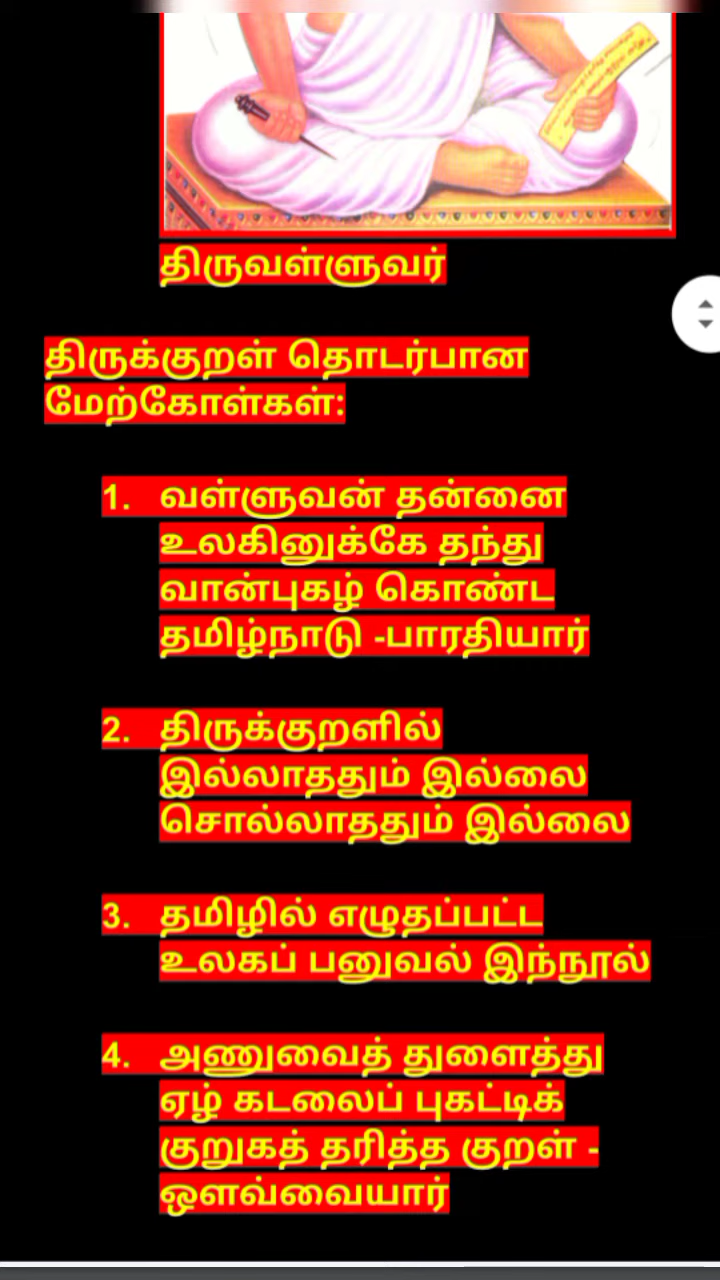 திருவள்ளுவர்
திருக்குறள் தொடர்பான
மேற்கோள்கள்:
1. வள்ளுவன் தன்னை
உலகினுக்கே தந்து
வான்புகழ் கொண்ட
தமிழ்நாடு -பாரதியார்
2. திருக்குறளில்
இல்லாததும் இல்லை
சொல்லாததும் இல்லை
3. தமிழில் எழுதப்பட்ட
உலகப் பனுவல் இந்நூல்
4. அணுவைத் துளைத்து
ஏழ் கடலைப் புகட்டிக்
குறுகத் தரித்த குறள் -
ஔவ்வையார்